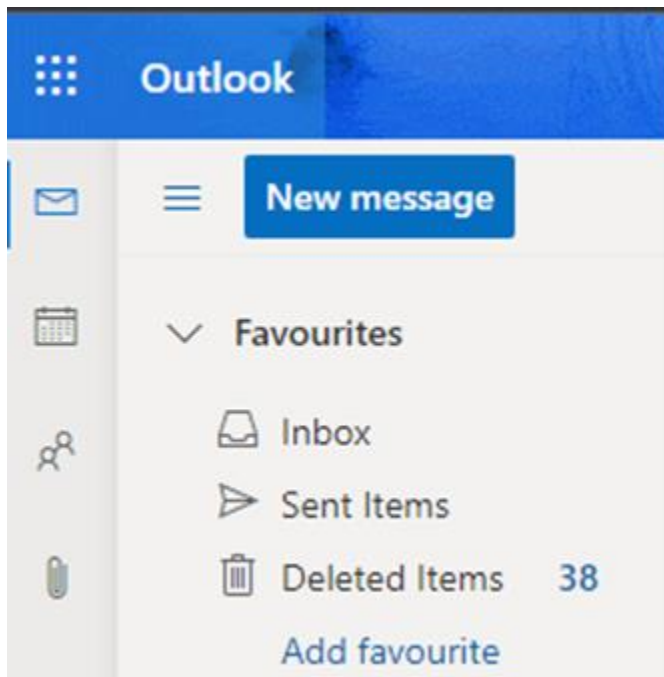 Outlook
New message
Favourites
Inbox
Sent Items
Deleted Items 38
Add favourite